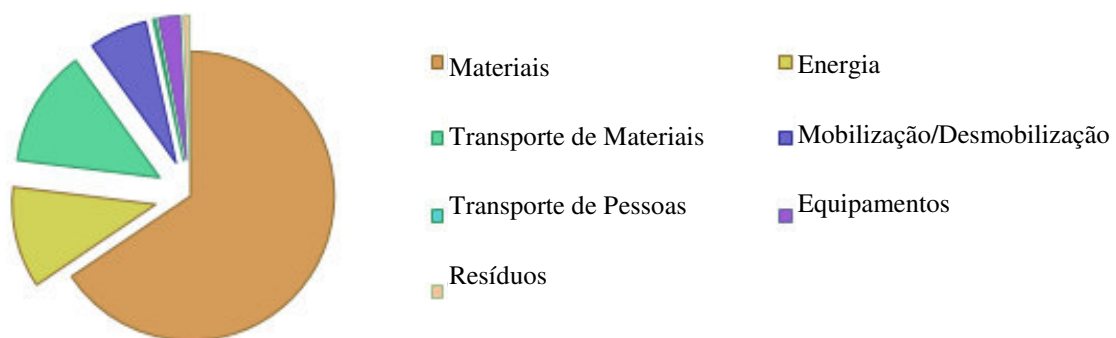 Materiais
Energia
Transporte de Materiais
Mobilização/Desmobilização
Transporte de Pessoas
Equipamentos
Resíduos